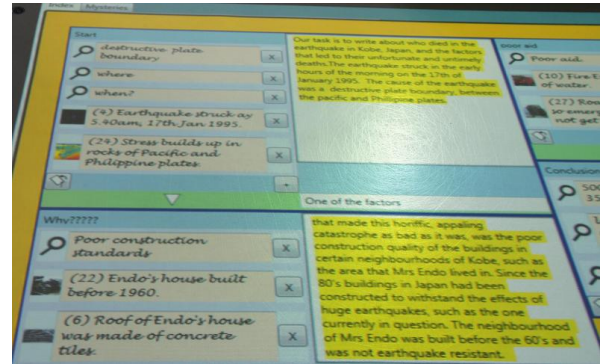 Index Mysteries
Start
destructive plate
boundary
x
where
x
when?
x
(4) Earthquake struck ay
5.40am, 17th Jan 1995.
x
(24) Stress builds up in
rocks of Pacific and
Philippine plates.
x
Our task is to write about who died in the
earthquake in Kobe, Japan, and the factors
that led to their unfortunate and untimely
deaths.The earthquake struck in the early
hours of the morning on the 17th of
January 1995. The cause of the earthquake
was a destructive plate boundary, between
the pacific and Phillipine plates.
One of the factors
poor aid
Poor aid.
(10) Fire E
of water.
(27) Roa
so emerg
not get
Why?????
Poor construction
standards
x
(22) Endo's house built
before 1960.
x
(6) Roof of Endo's house
was made of concrete
tiles.
x
that made this horiffic, appaling
catastrophe as bad as it was, was the poor
construction quality of the buildings in
certain neighbourhoods of Kobe, such as
the area that Mrs Endo lived in. Since the
80's buildings in Japan had been
constructed to withstand the effects of
huge earthquakes, such as the one
currently in question. The neighbourhood
of Mrs Endo was built before the 60's and
was not earthquake resistant.
Conclusion